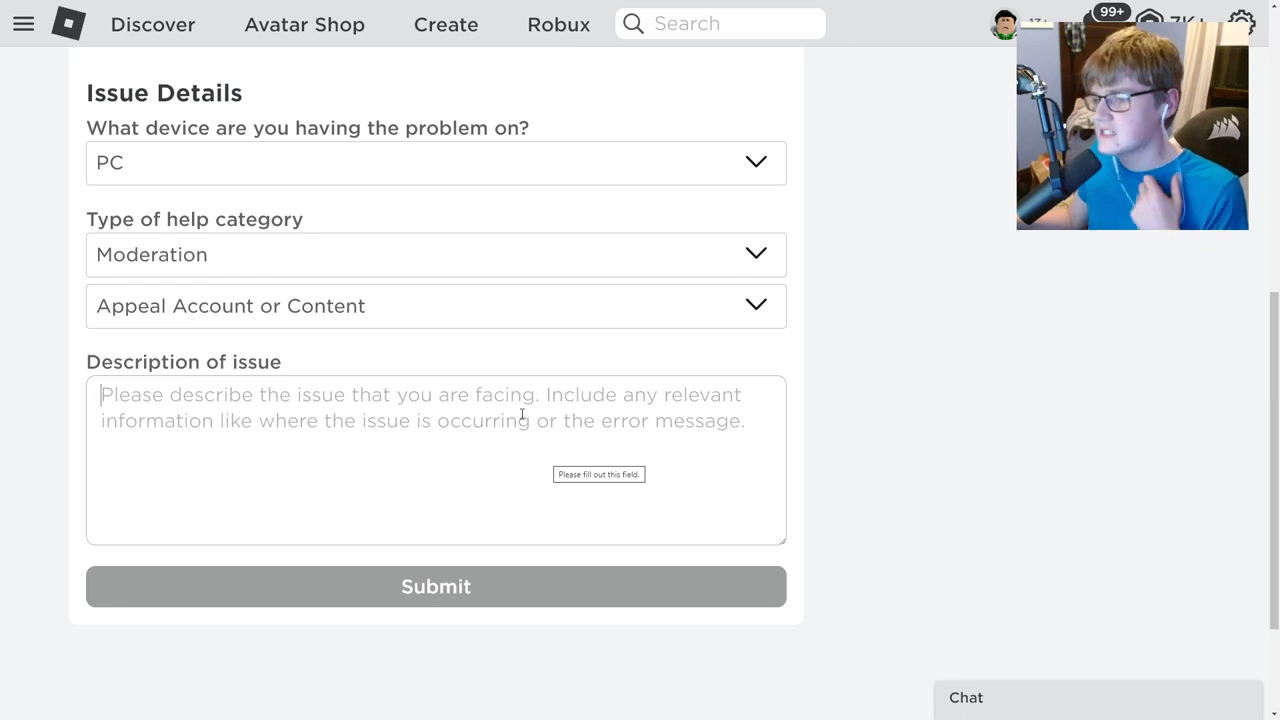 Discover
Avatar Shop
Create
Robux
Search
99+
Issue Details
What device are you having the problem on?
PC
Type of help category
Moderation
Appeal Account or Content
Description of issue
Please describe the issue that you are facing. Include any relevant
information like where the issue is occurring or the error message.
Please fill out this field.
Submit
Chat